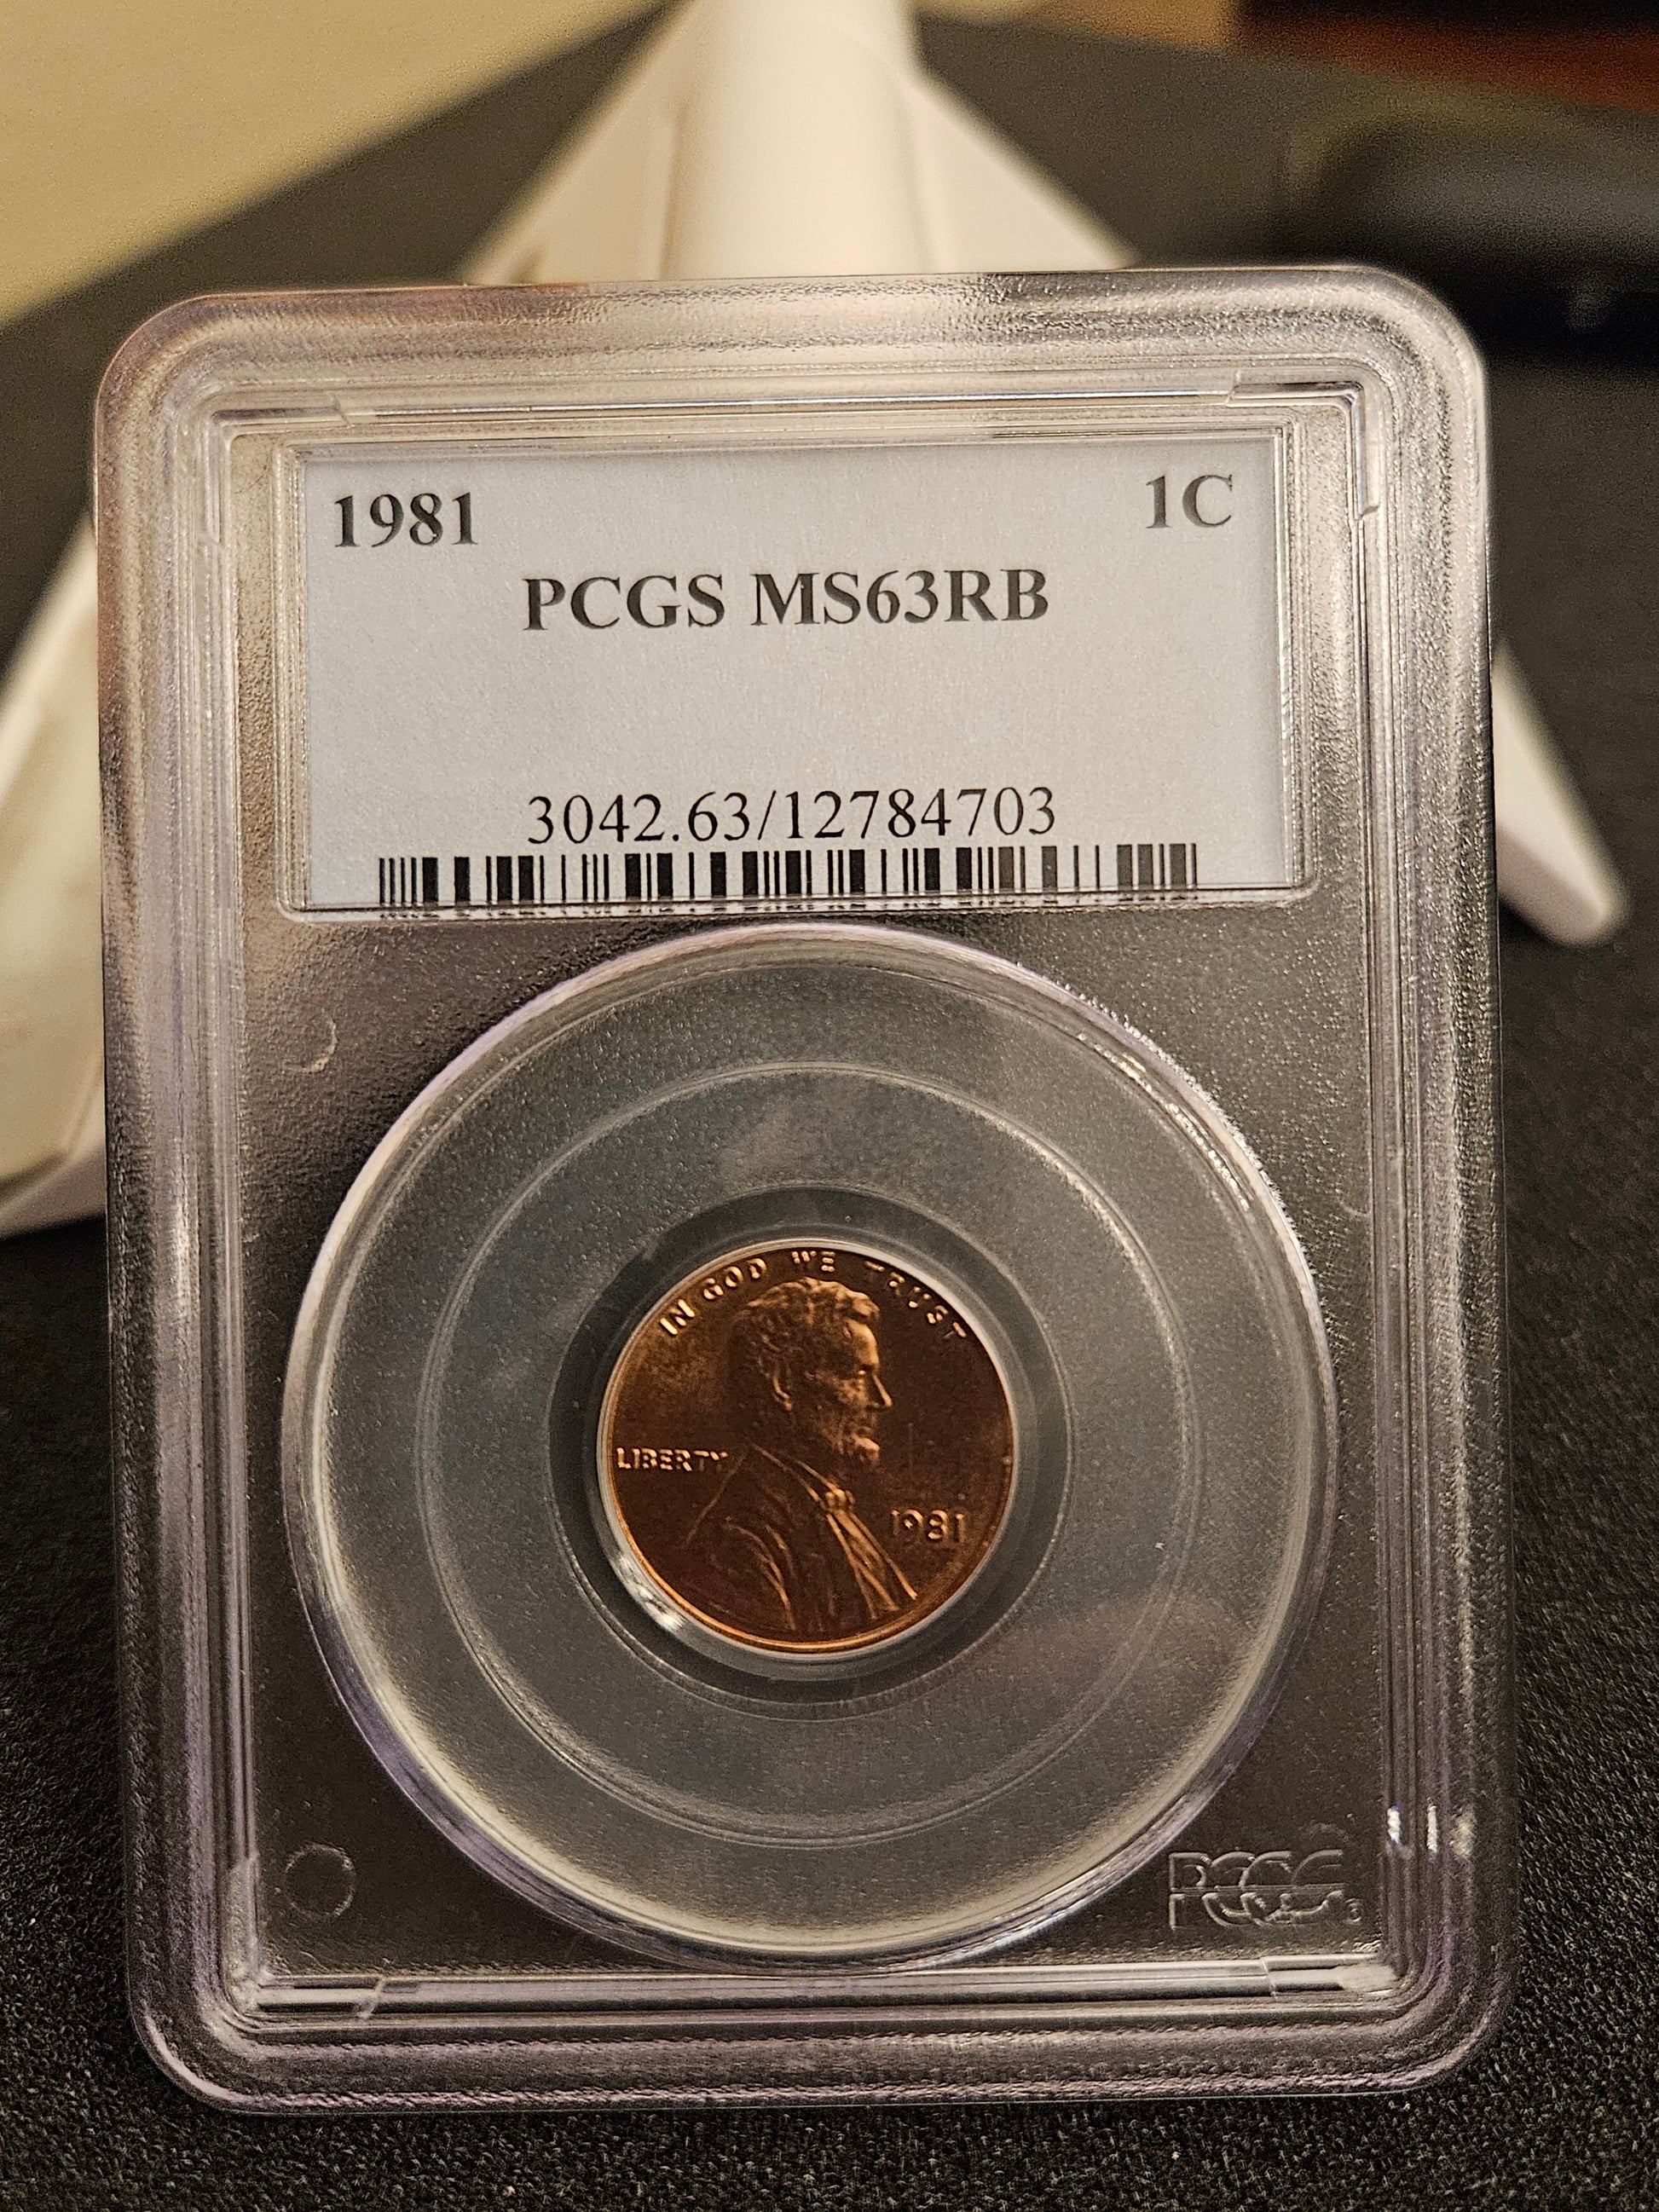 1981 1C
PCGS MS63RB
3042.63/12784703
IN GOD WE TRUST
LIBERTY
1981
PCGS